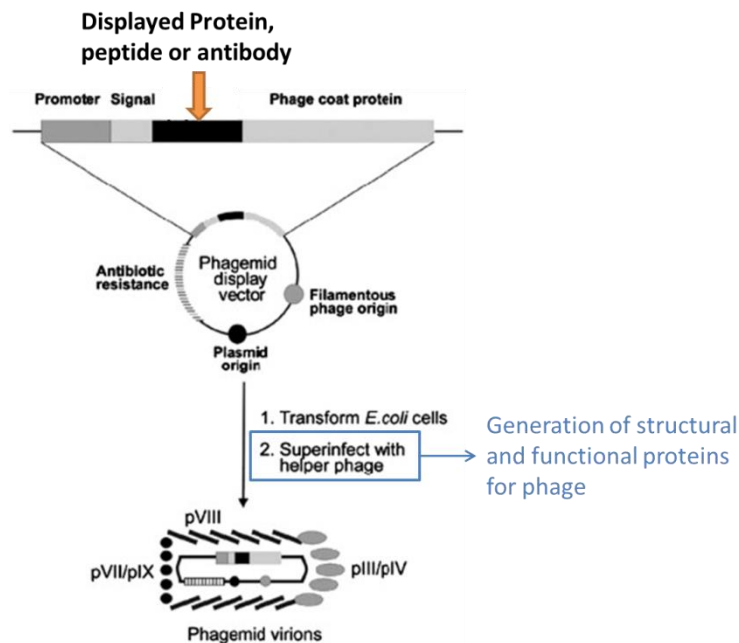 Displayed Protein,
peptide or antibody
Promoter Signal Phage coat protein
Antibiotic
resistance
Phagemid
display
vector
Filamentous
phage origin
Plasmid
origin
1. Transform E.coli cells
2. Superinfect with
helper phage
Generation of structural
and functional proteins
for phage
pVIII
pVII/pIX
pIII/pIV
Phagemid virions